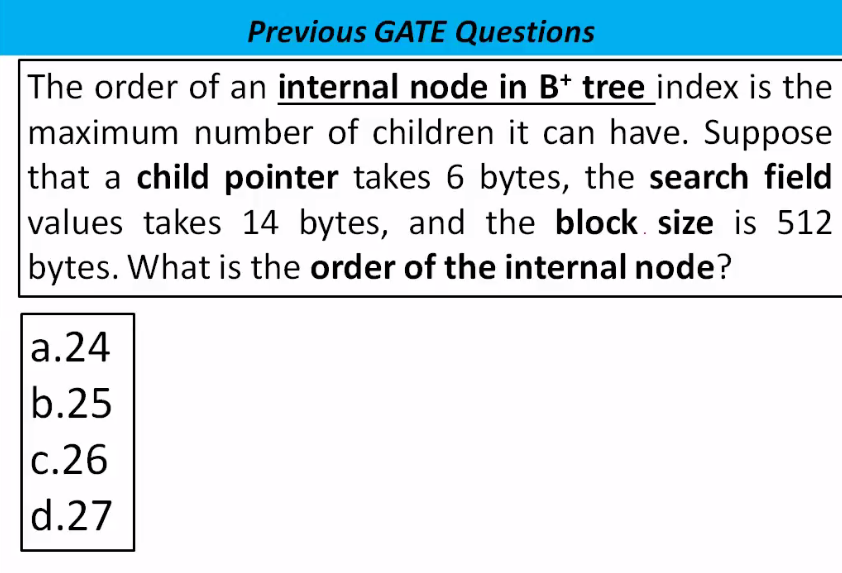 Previous GATE Questions
The order of an internal node in B⁺ tree index is the
maximum number of children it can have. Suppose
that a child pointer takes 6 bytes, the search field
values takes 14 bytes, and the block size is 512
bytes. What is the order of the internal node?
a.24
b.25
c.26
d.27